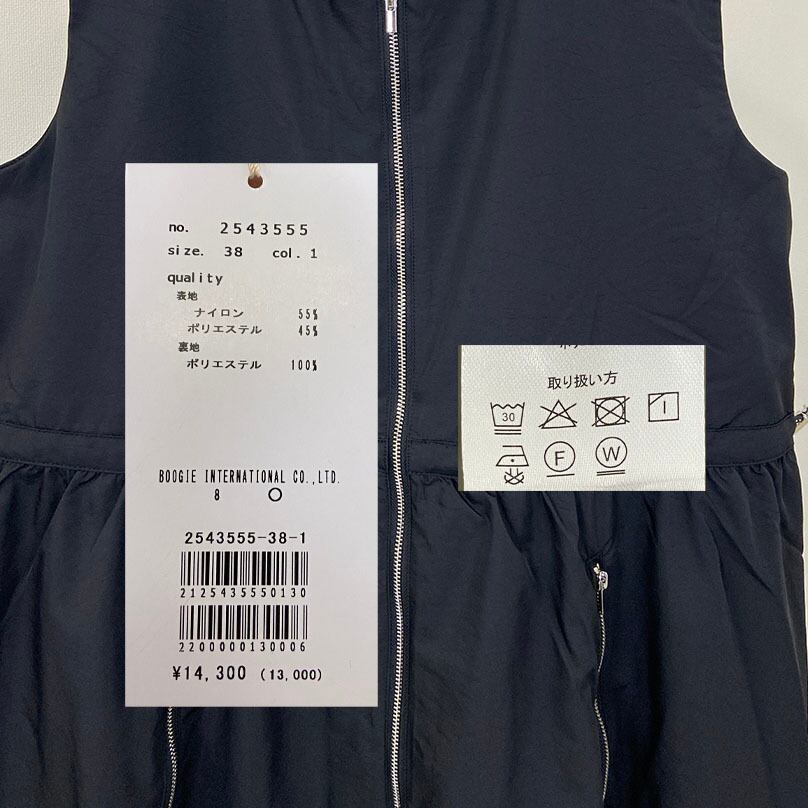 no. 2543555
size. 38 col. 1
quality
表地
ナイロン 55%
ポリエステル 45%
裏地
ポリエステル 100%
BOOGIE INTERNATIONAL CO.,LTD.
8 ○
2543555-38-1
2125435550130
2200000130006
¥14,300 (13,000)
取り扱い方
30
F W